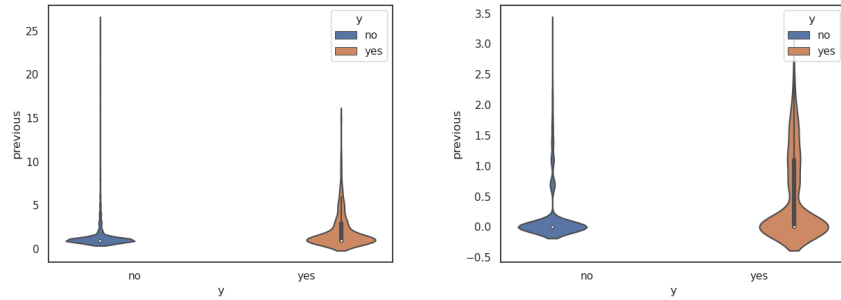 y
no
yes
25
20
15
10
5
0
previous
no
yes
y
y
no
yes
3.5
3.0
2.5
2.0
1.5
1.0
0.5
0.0
−0.5
previous
no
yes
y